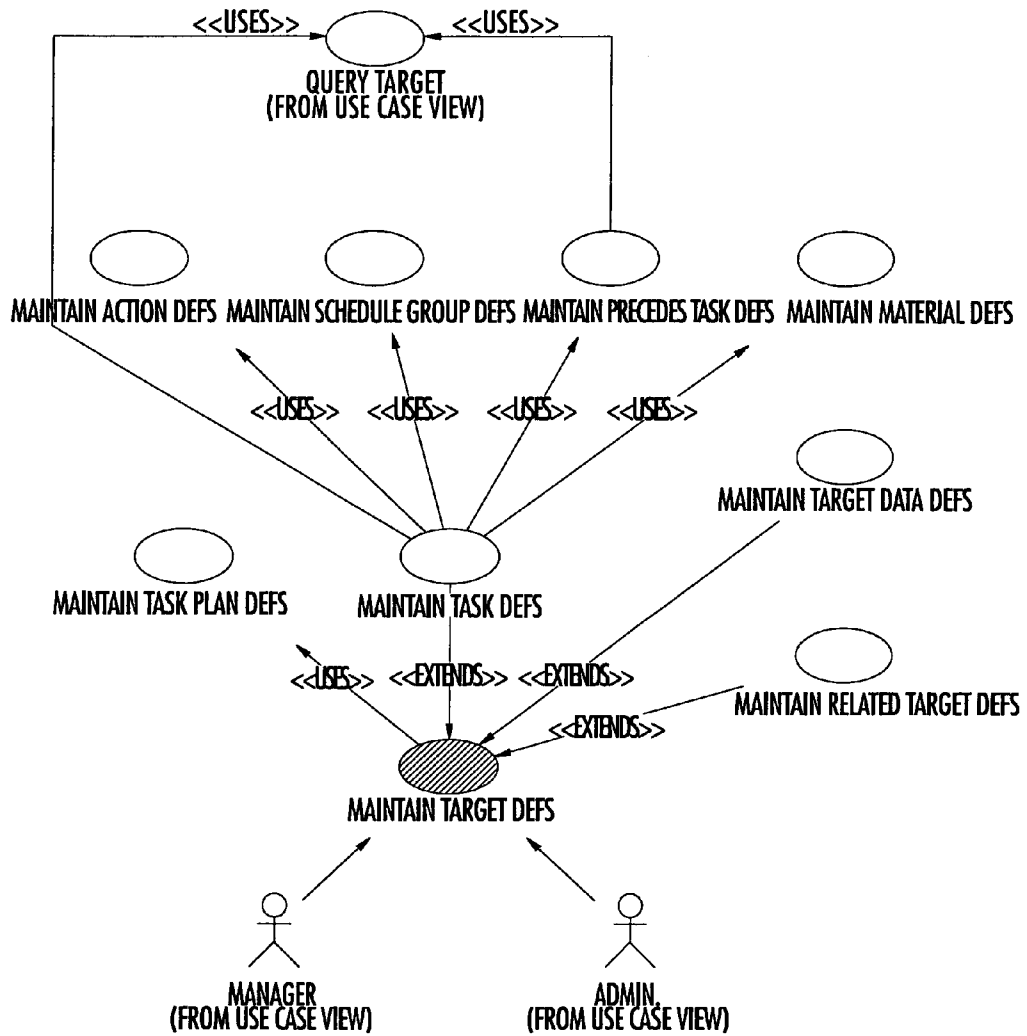 <<USES>> <<USES>>
QUERY TARGET
(FROM USE CASE VIEW)
MAINTAIN ACTION DEFS MAINTAIN SCHEDULE GROUP DEFS MAINTAIN PRECEDES TASK DEFS MAINTAIN MATERIAL DEFS
<<USES>> <<USES>> <<USES>> <<USES>>
MAINTAIN TARGET DATA DEFS
MAINTAIN TASK PLAN DEFS MAINTAIN TASK DEFS
<<USES>> <<EXTENDS>> <<EXTENDS>>
MAINTAIN RELATED TARGET DEFS
<<EXTENDS>>
MAINTAIN TARGET DEFS
MANAGER
(FROM USE CASE VIEW)
ADMIN.
(FROM USE CASE VIEW)